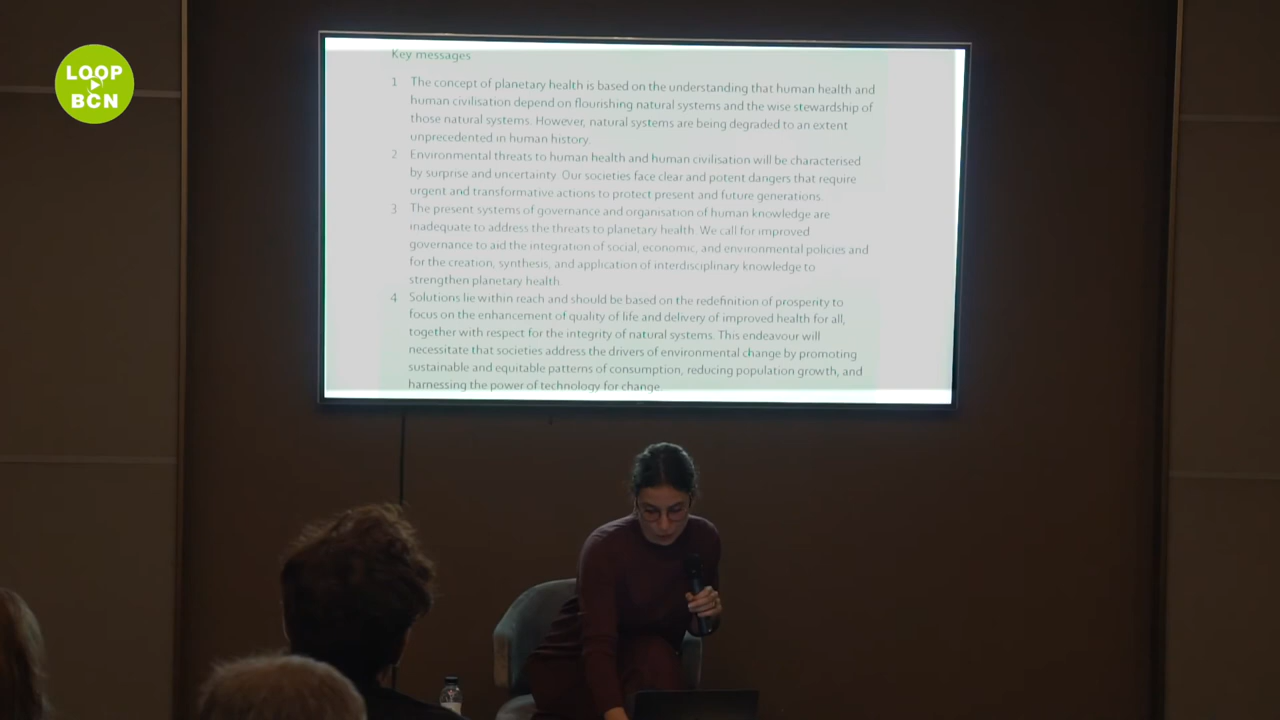 LOOP
BCN
Key messages
1 The concept of planetary health is based on the understanding that human health and
human civilisation depend on flourishing natural systems and the wise stewardship of
those natural systems. However, natural systems are being degraded to an extent
unprecedented in human history.
2 Environmental threats to human health and human civilisation will be characterised
by surprise and uncertainty. Our societies face clear and potent dangers that require
urgent and transformative actions to protect present and future generations.
3 The present systems of governance and organisation of human knowledge are
inadequate to address the threats to planetary health. We call for improved
governance to aid the integration of social, economic, and environmental policies and
for the creation, synthesis, and application of interdisciplinary knowledge to
strengthen planetary health.
4 Solutions lie within reach and should be based on the redefinition of prosperity to
focus on the enhancement of quality of life and delivery of improved health for all,
together with respect for the integrity of natural systems. This endeavour will
necessitate that societies address the drivers of environmental change by promoting
sustainable and equitable patterns of consumption, reducing population growth, and
harnessing the power of technology for change.